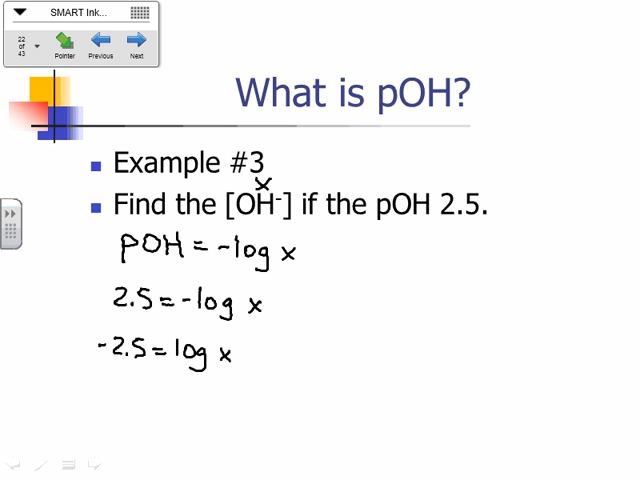 SMART Ink...
22
of
43
Pointer Previous Next
What is pOH?
Example #3
x
Find the [OH-] if the pOH 2.5.
pOH = -log x
2.5 = -log x
-2.5 = log x